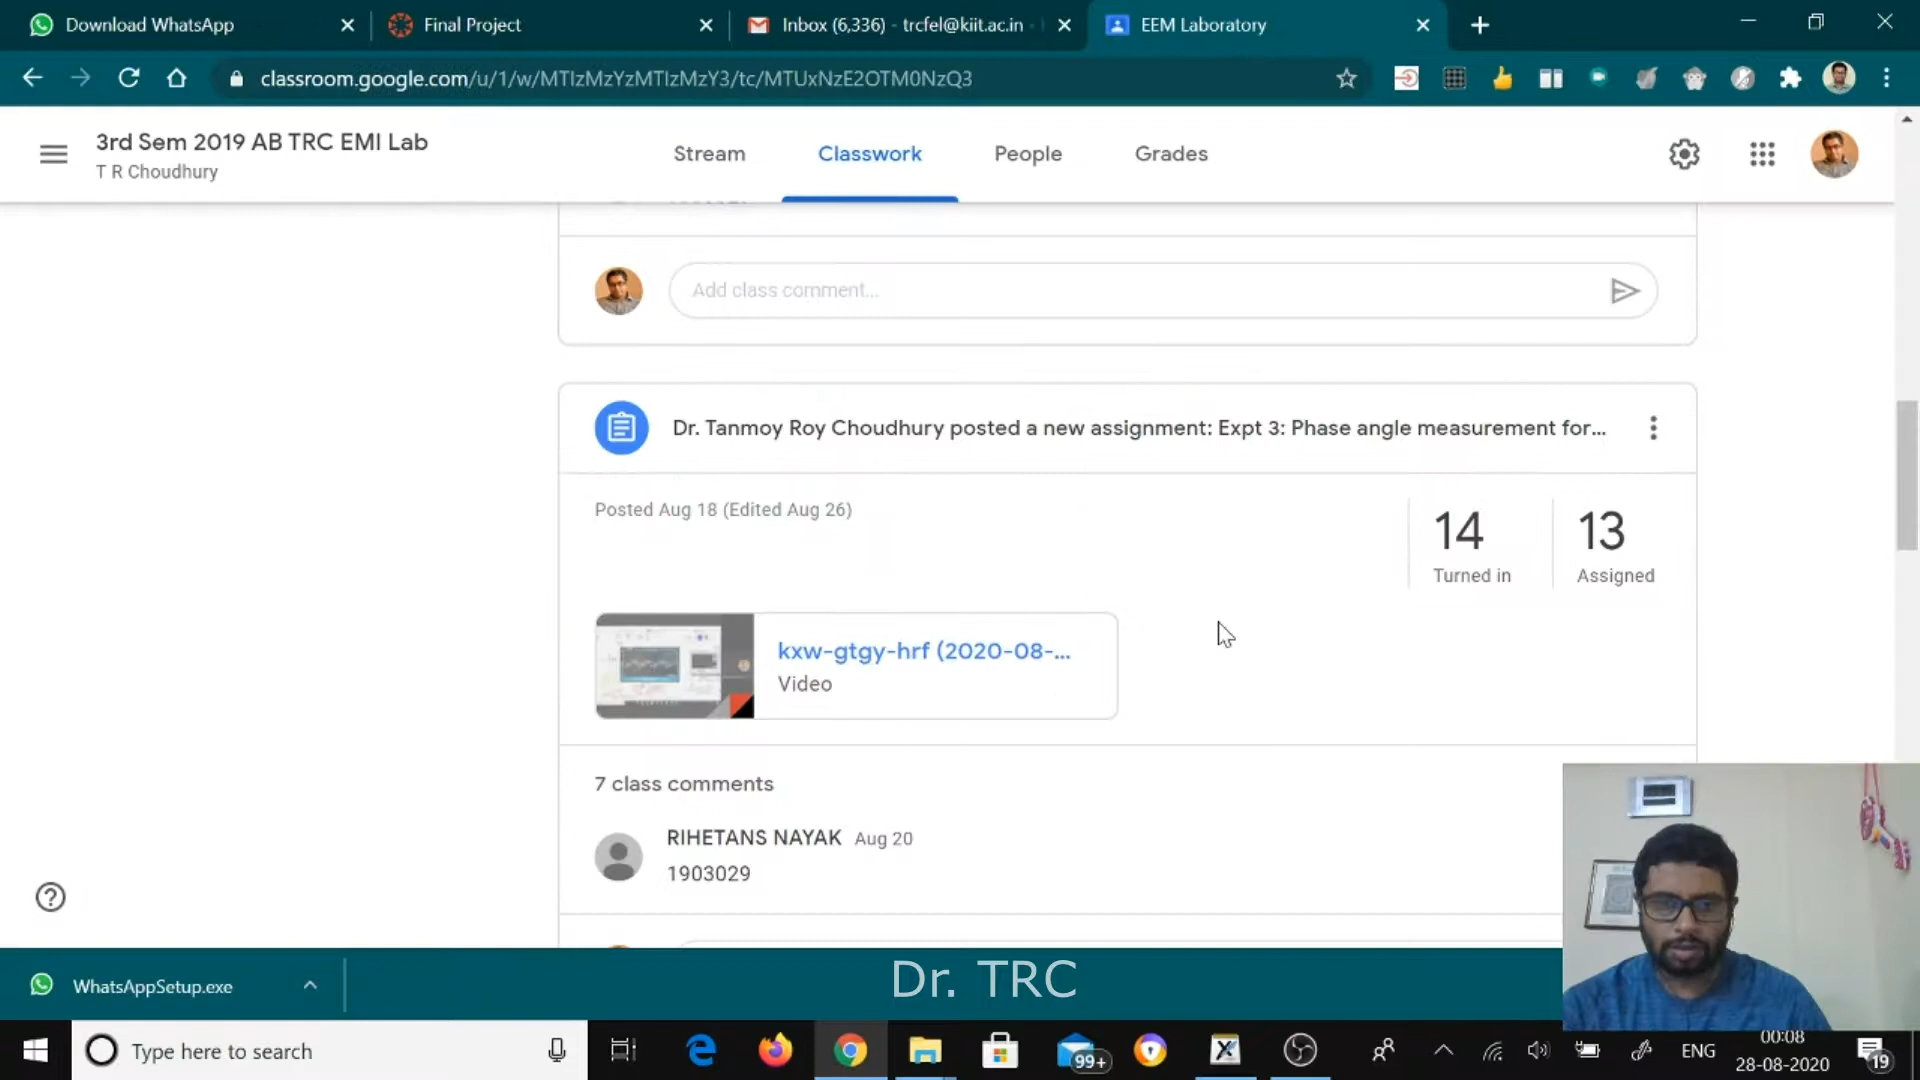 Download WhatsApp
Final Project
Inbox (6,336) - trcfel@kiit.ac.in -
EEM Laboratory
classroom.google.com/u/1/w/MTIzMzYzMTIzMzY3/tc/MTUxNzE2OTM0NzQ3
3rd Sem 2019 AB TRC EMI Lab
T R Choudhury
Stream
Classwork
People
Grades
Add class comment...
Dr. Tanmoy Roy Choudhury posted a new assignment: Expt 3: Phase angle measurement for...
Posted Aug 18 (Edited Aug 26)
14
Turned in
13
Assigned
kxw-gtgy-hrf (2020-08-...
Video
7 class comments
RIHETANS NAYAK Aug 20
1903029
WhatsAppSetup.exe
Dr. TRC
Type here to search
99+
ENG
00:08
28-08-2020
19